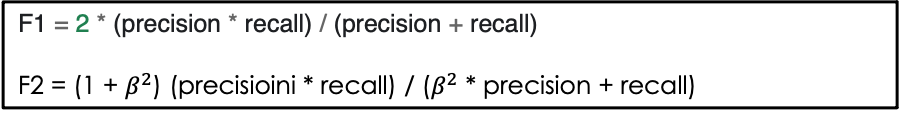 F1 = 2 * (precision * recall) / (precision + recall)
F2 = (1 + β²) (precisioini * recall) / (β² * precision + recall)